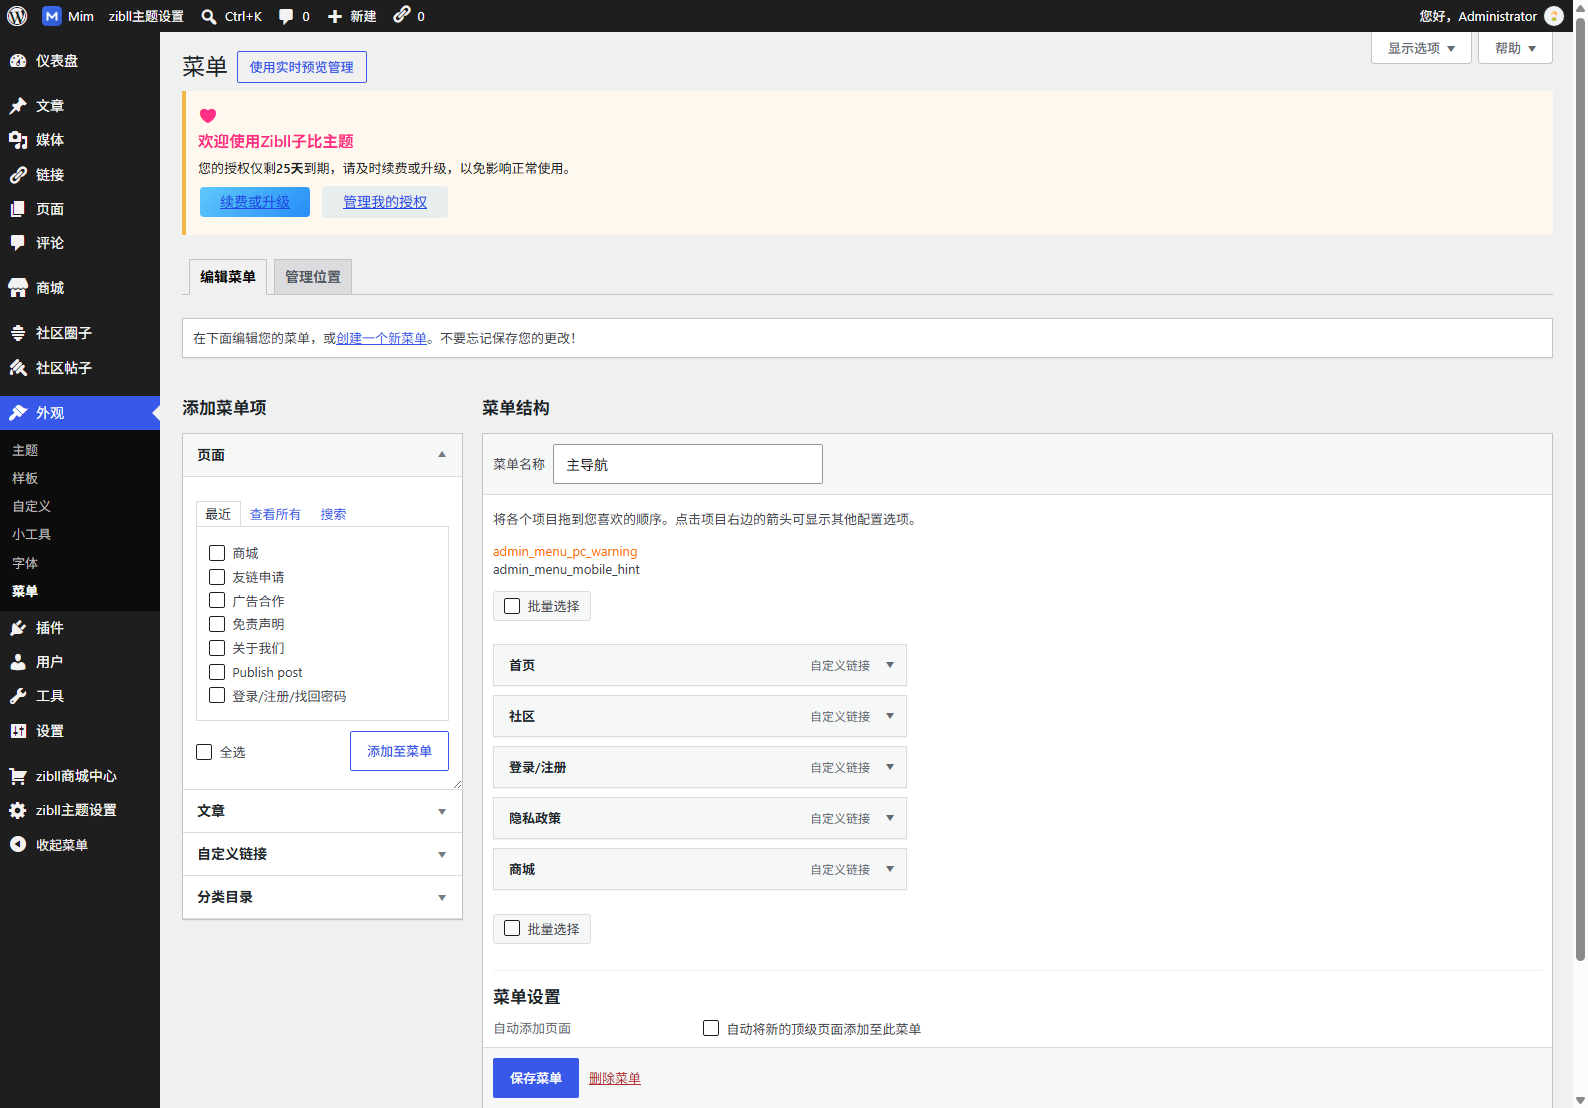 Mim zibll主题设置 Ctrl+K 0 新建 0 您好，Administrator
仪表盘
文章
媒体
链接
页面
评论
商城
社区圈子
社区帖子
外观
主题
样板
自定义
小工具
字体
菜单
插件
用户
工具
设置
zibll商城中心
zibll主题设置
收起菜单
显示选项 帮助
菜单 使用实时预览管理
欢迎使用Zibll子比主题
您的授权仅剩25天到期，请及时续费或升级，以免影响正常使用。
续费或升级 管理我的授权
编辑菜单 管理位置
在下面编辑您的菜单，或创建一个新菜单。不要忘记保存您的更改！
添加菜单项
页面
最近 查看所有 搜索
商城
友链申请
广告合作
免责声明
关于我们
Publish post
登录/注册/找回密码
全选 添加至菜单
文章
自定义链接
分类目录
菜单结构
菜单名称 主导航
将各个项目拖到您喜欢的顺序。点击项目右边的箭头可显示其他配置选项。
admin_menu_pc_warning
admin_menu_mobile_hint
批量选择
首页 自定义链接
社区 自定义链接
登录/注册 自定义链接
隐私政策 自定义链接
商城 自定义链接
批量选择
菜单设置
自动添加页面 自动将新的顶级页面添加至此菜单
保存菜单 删除菜单